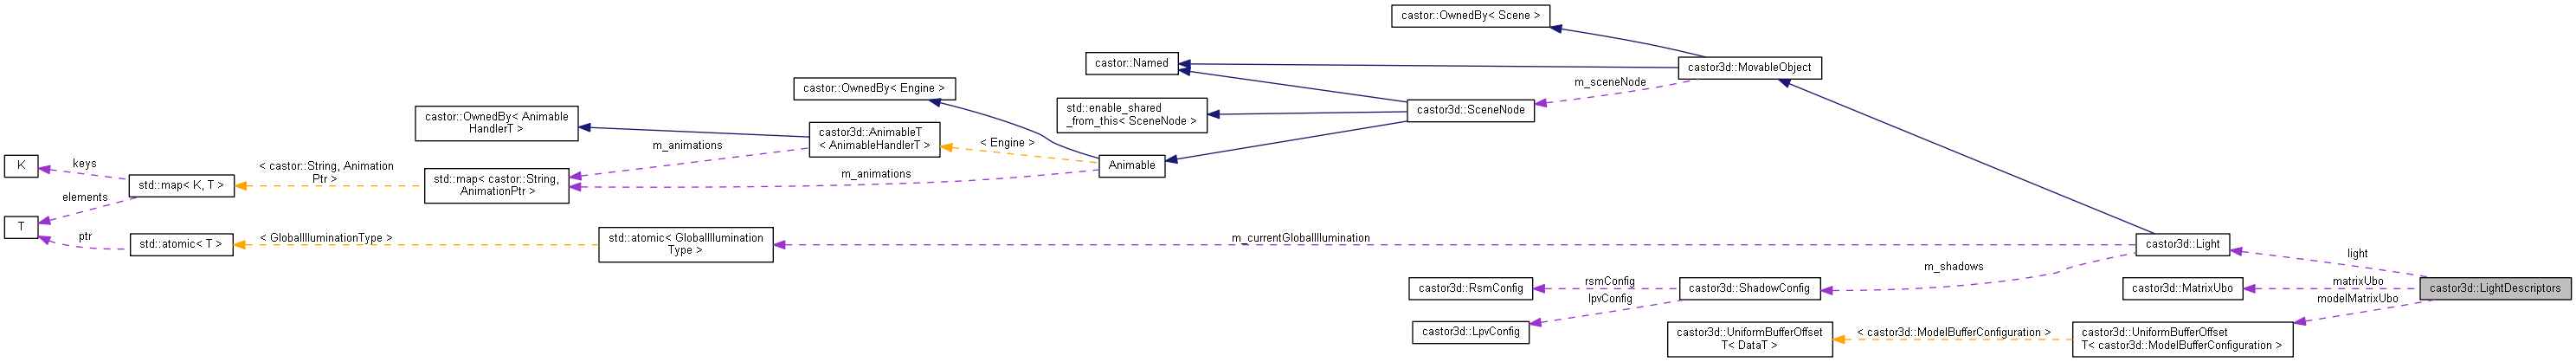 castor::OwnedBy< Scene >
castor::Named
castor3d::MovableObject
m_sceneNode
castor::OwnedBy< Engine >
std::enable_shared
_from_this< SceneNode >
castor3d::SceneNode
castor::OwnedBy< Animable
HandlerT >
castor3d::AnimableT
< AnimableHandlerT >
< Engine >
m_animations
Animable
K
keys
std::map< K, T >
< castor::String, Animation
Ptr >
std::map< castor::String,
AnimationPtr >
m_animations
elements
T
ptr
std::atomic< T >
< GlobalIlluminationType >
std::atomic< GlobalIllumination
Type >
m_currentGlobalIllumination
castor3d::Light
light
m_shadows
castor3d::RsmConfig
rsmConfig
castor3d::ShadowConfig
lpvConfig
castor3d::LpvConfig
castor3d::MatrixUbo
matrixUbo
castor3d::LightDescriptors
modelMatrixUbo
castor3d::UniformBufferOffset
T< DataT >
< castor3d::ModelBufferConfiguration >
castor3d::UniformBufferOffset
T< castor3d::ModelBufferConfiguration >